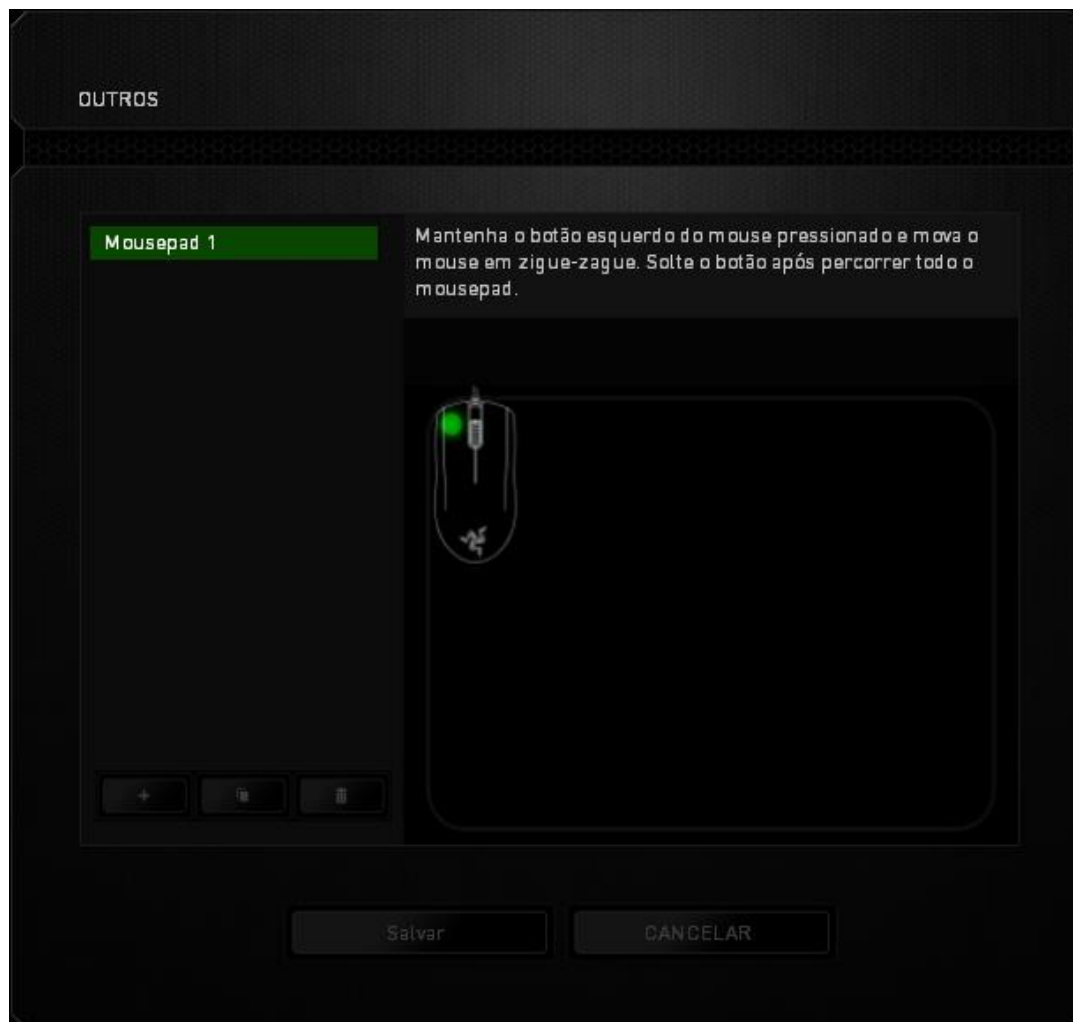 OUTROS
Mousepad 1
Mantenha o botão esquerdo do mouse pressionado e mova o
mouse em zigue-zague. Solte o botão após percorrer todo o
mousepad.
Salvar
CANCELAR